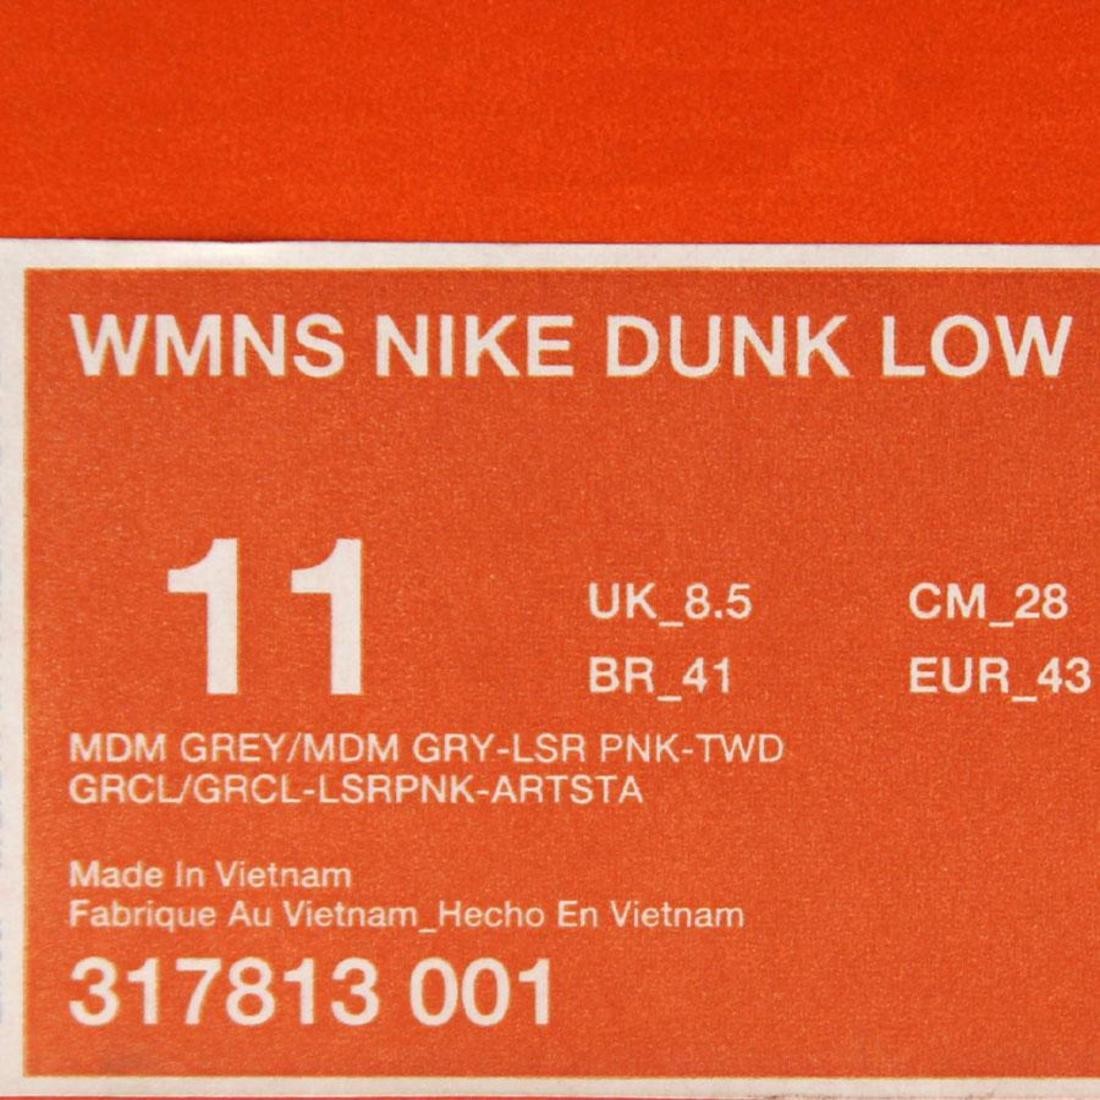 WMNS NIKE DUNK LOW
11
UK_8.5 CM_28
BR_41 EUR_43
MDM GREY/MDM GRY-LSR PNK-TWD
GRCL/GRCL-LSRPNK-ARTSTA
Made In Vietnam
Fabrique Au Vietnam_Hecho En Vietnam
317813 001